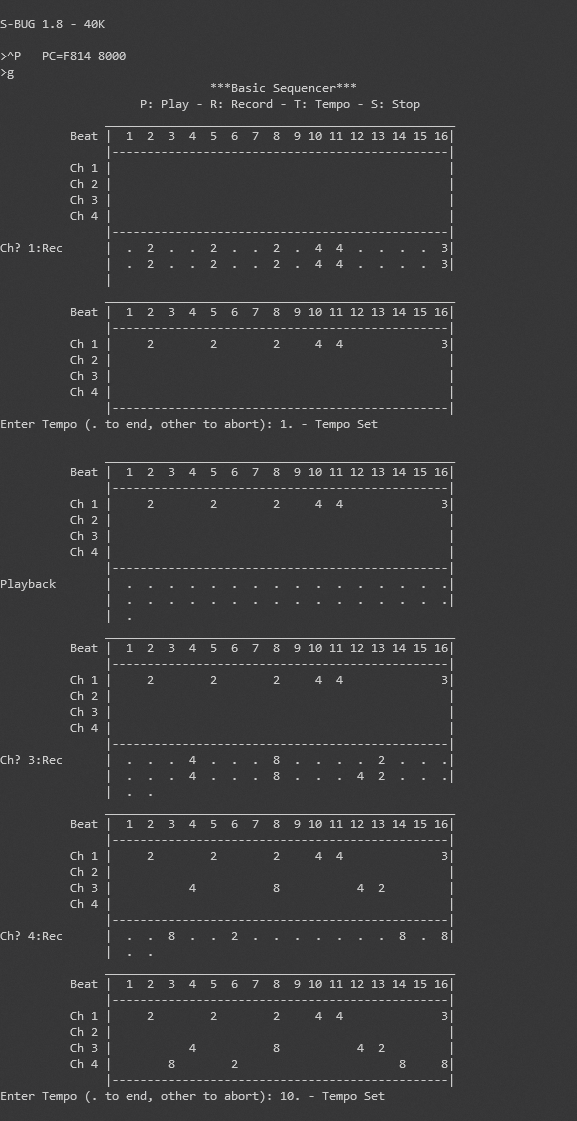 S-BUG 1.8 - 40K
>^P   PC=F814 8000
>g
                              ***Basic Sequencer***
                    P: Play - R: Record - T: Tempo - S: Stop
               __________________________________________________
          Beat |  1  2  3  4  5  6  7  8  9 10 11 12 13 14 15 16|
               |------------------------------------------------|
          Ch 1 |                                                |
          Ch 2 |                                                |
          Ch 3 |                                                |
          Ch 4 |                                                |
               |------------------------------------------------|
Ch? 1:Rec      |  .  2  .  .  2  .  .  2  .  4  4  .  .  .  .  3|
               |  .  2  .  .  2  .  .  2  .  4  4  .  .  .  .  3|
               |
               __________________________________________________
          Beat |  1  2  3  4  5  6  7  8  9 10 11 12 13 14 15 16|
               |------------------------------------------------|
          Ch 1 |     2        2        2     4  4              3|
          Ch 2 |                                                |
          Ch 3 |                                                |
          Ch 4 |                                                |
               |------------------------------------------------|
Enter Tempo (. to end, other to abort): 1. - Tempo Set
               __________________________________________________
          Beat |  1  2  3  4  5  6  7  8  9 10 11 12 13 14 15 16|
               |------------------------------------------------|
          Ch 1 |     2        2        2     4  4              3|
          Ch 2 |                                                |
          Ch 3 |                                                |
          Ch 4 |                                                |
               |------------------------------------------------|
Playback       |  .  .  .  .  .  .  .  .  .  .  .  .  .  .  .  .|
               |  .  .  .  .  .  .  .  .  .  .  .  .  .  .  .  .|
               |  .
               __________________________________________________
          Beat |  1  2  3  4  5  6  7  8  9 10 11 12 13 14 15 16|
               |------------------------------------------------|
          Ch 1 |     2        2        2     4  4              3|
          Ch 2 |                                                |
          Ch 3 |                                                |
          Ch 4 |                                                |
               |------------------------------------------------|
Ch? 3:Rec      |  .  .  .  4  .  .  .  8  .  .  .  .  2  .  .  .|
               |  .  .  .  4  .  .  .  8  .  .  .  4  2  .  .  .|
               |  .  .
               __________________________________________________
          Beat |  1  2  3  4  5  6  7  8  9 10 11 12 13 14 15 16|
               |------------------------------------------------|
          Ch 1 |     2        2        2     4  4              3|
          Ch 2 |                                                |
          Ch 3 |           4           8           4  2         |
          Ch 4 |                                                |
               |------------------------------------------------|
Ch? 4:Rec      |  .  .  8  .  .  2  .  .  .  .  .  .  .  8  .  8|
               |  .  .
               __________________________________________________
          Beat |  1  2  3  4  5  6  7  8  9 10 11 12 13 14 15 16|
               |------------------------------------------------|
          Ch 1 |     2        2        2     4  4              3|
          Ch 2 |                                                |
          Ch 3 |           4           8           4  2         |
          Ch 4 |        8        2                       8     8|
               |------------------------------------------------|
Enter Tempo (. to end, other to abort): 10. - Tempo Set